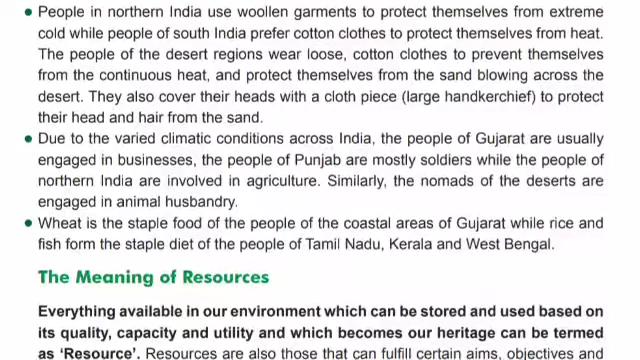 • People in northern India use woollen garments to protect themselves from extreme
cold while people of south India prefer cotton clothes to protect themselves from heat.
The people of the desert regions wear loose, cotton clothes to prevent themselves
from the continuous heat, and protect themselves from the sand blowing across the
desert. They also cover their heads with a cloth piece (large handkerchief) to protect
their head and hair from the sand.
• Due to the varied climatic conditions across India, the people of Gujarat are usually
engaged in businesses, the people of Punjab are mostly soldiers while the people of
northern India are involved in agriculture. Similarly, the nomads of the deserts are
engaged in animal husbandry.
• Wheat is the staple food of the people of the coastal areas of Gujarat while rice and
fish form the staple diet of the people of Tamil Nadu, Kerala and West Bengal.
The Meaning of Resources
Everything available in our environment which can be stored and used based on
its quality, capacity and utility and which becomes our heritage can be termed
as ‘Resource’. Resources are also those that can fulfill certain aims, objectives and